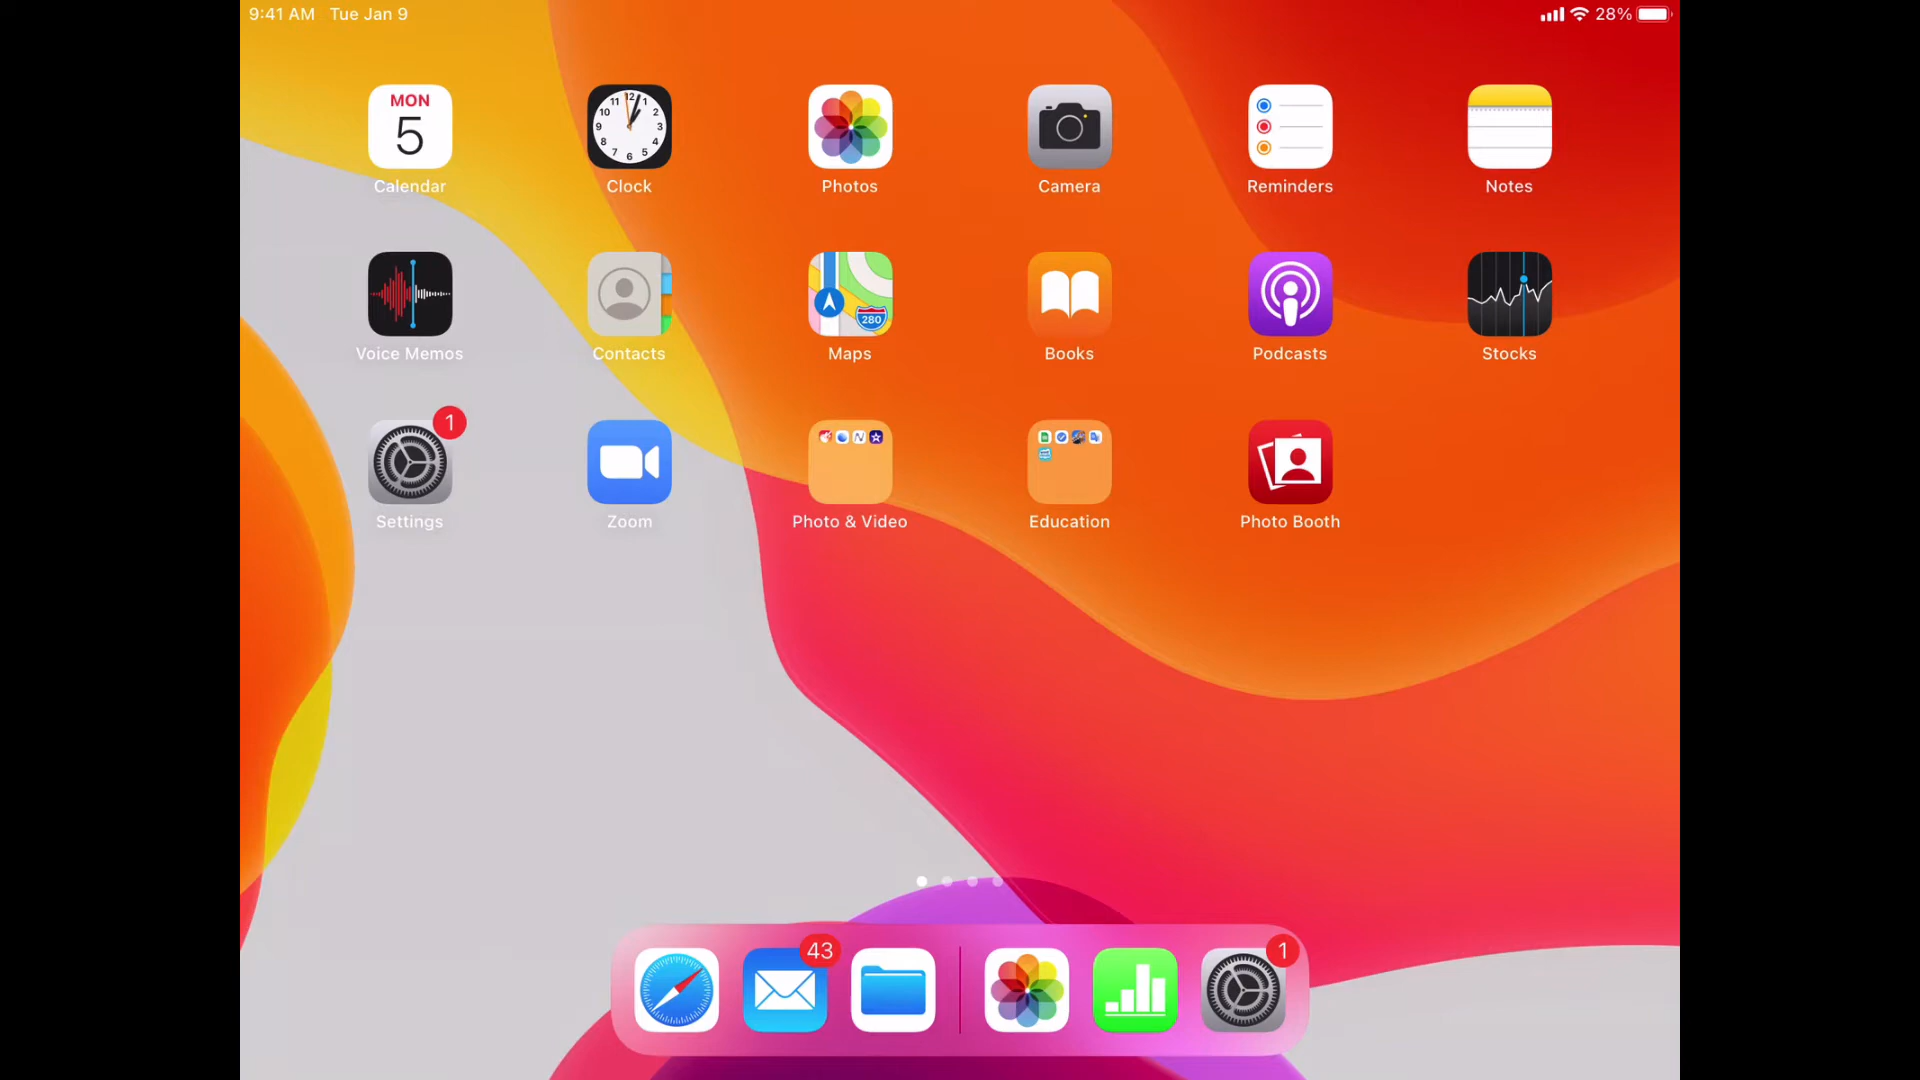 9:41 AM Tue Jan 9
28%
MON
5
Calendar
Clock
Photos
Camera
Reminders
Notes
280
Voice Memos
Contacts
Maps
Books
Podcasts
Stocks
1
Settings
Zoom
Photo & Video
Education
Photo Booth
43
1